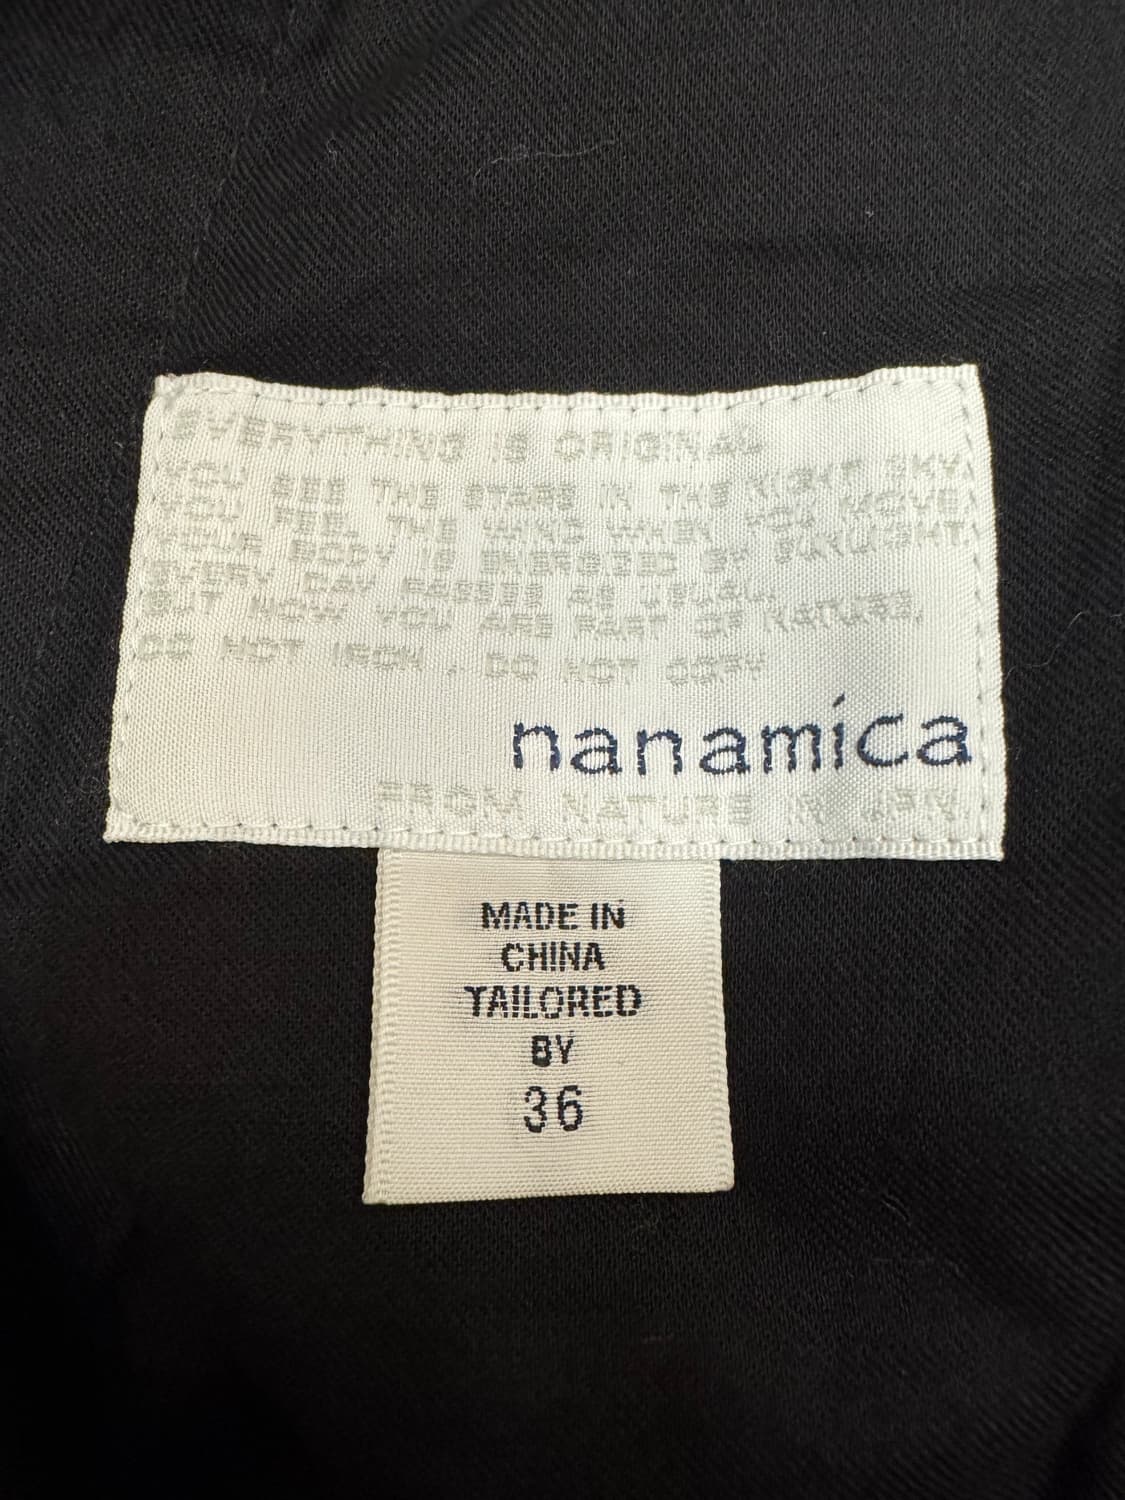 EVERYTHING IS ORIGINAL
YOU SEE THE STARS IN THE NIGHT SKY.
YOU FEEL THE WIND WHEN YOU MOVE.
YOUR BODY IS ENERGIZED BY SUNLIGHT.
EVERY DAY PASSES AS USUAL,
BUT NOW YOU ARE PART OF NATURE.
DO NOT IRON . DO NOT COPY
nanamica
FROM NATURE IN JPN.
MADE IN
CHINA
TAILORED
BY
36